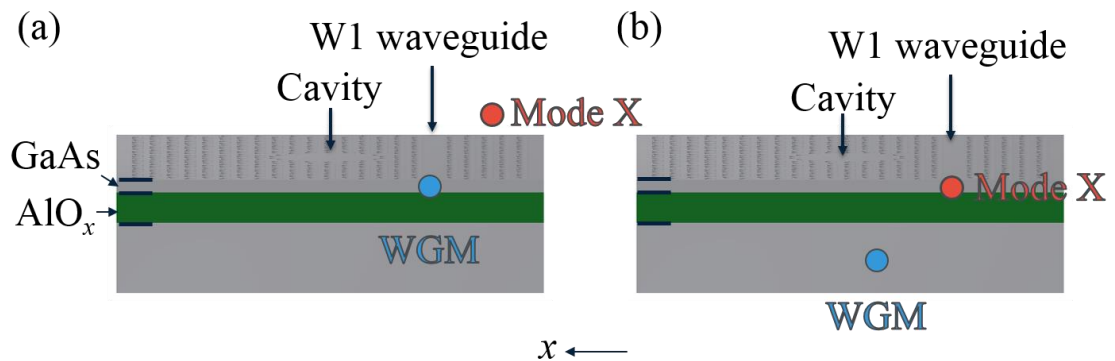 (a)
W1 waveguide
Cavity
Mode X
GaAs
AlOx
WGM
(b)
W1 waveguide
Cavity
Mode X
WGM
x